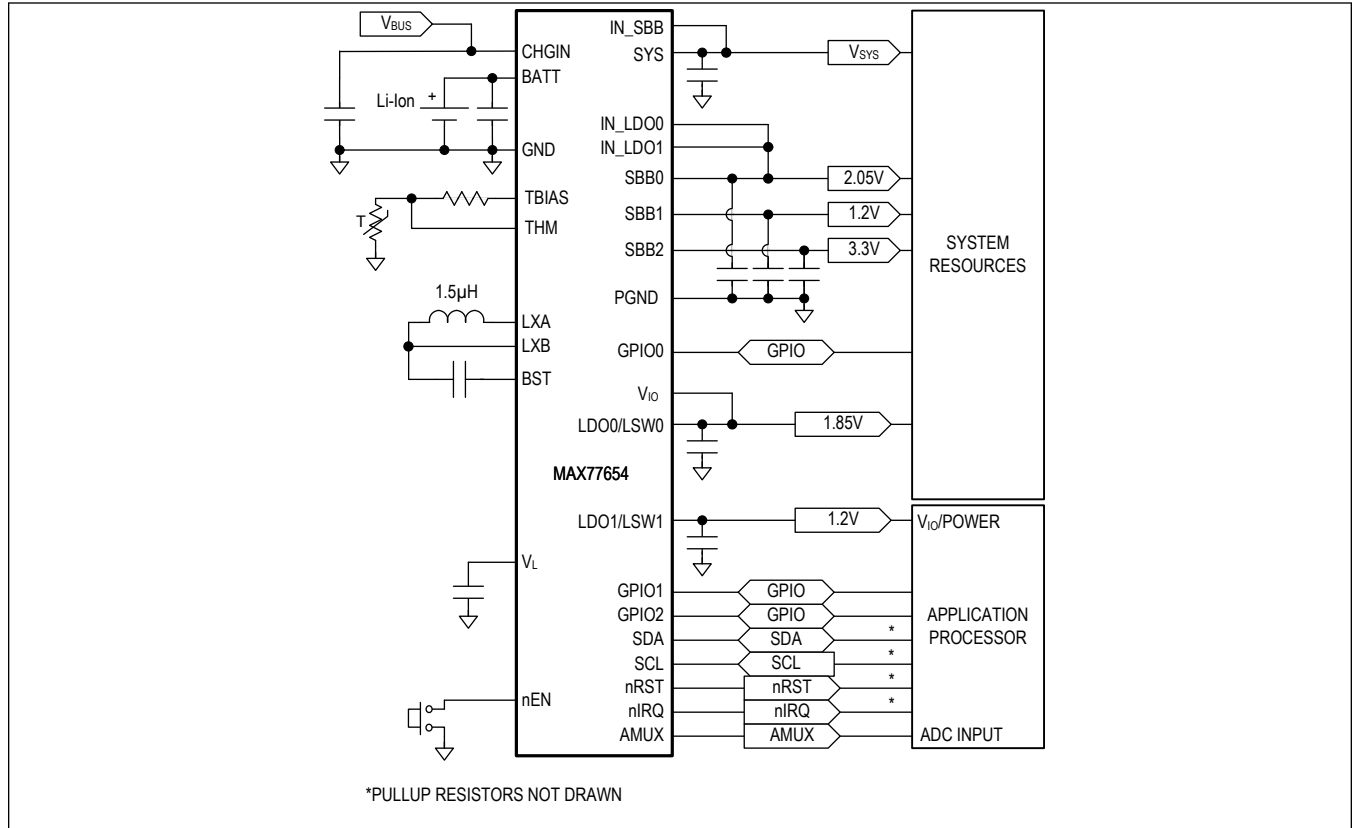 VBUS
CHGIN
BATT
Li-Ion +
GND
TBIAS
T
THM
1.5µH
LXA
LXB
BST
MAX77654
VL
nEN
IN_SBB
SYS
VSYS
IN_LDO0
IN_LDO1
SBB0
2.05V
SBB1
1.2V
SBB2
3.3V
PGND
GPIO0
GPIO
VIO
LDO0/LSW0
1.85V
SYSTEM
RESOURCES
LDO1/LSW1
1.2V
VIO/POWER
GPIO1
GPIO
GPIO2
GPIO
SDA
SDA
*
SCL
SCL
*
nRST
nRST
*
nIRQ
nIRQ
*
AMUX
AMUX
ADC INPUT
APPLICATION
PROCESSOR
*PULLUP RESISTORS NOT DRAWN